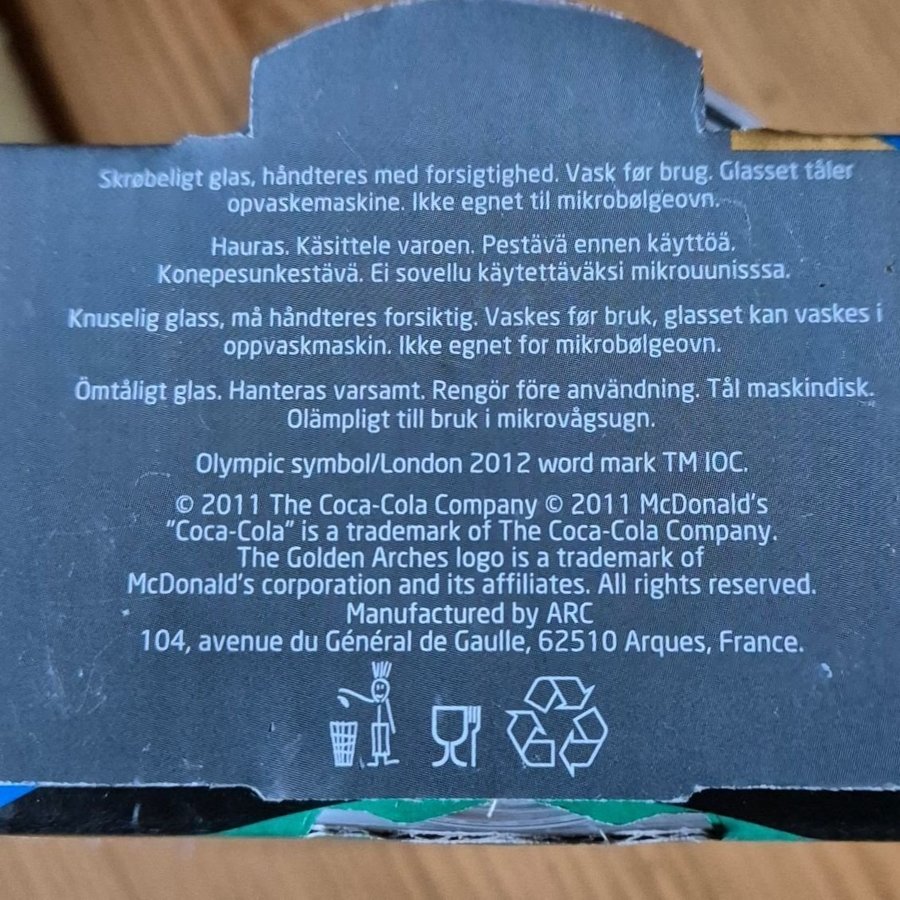 Skrøbeligt glas, håndteres med forsigtighed. Vask før brug. Glasset tåler
opvaskemaskine. Ikke egnet til mikrobølgeovn.
Hauras. Käsittele varoen. Pestävä ennen käyttöä.
Konepesunkestävä. Ei sovellu käytettäväksi mikrouunisssa.
Knuselig glass, må håndteres forsiktig. Vaskes før bruk, glasset kan vaskes i
oppvaskmaskin. Ikke egnet for mikrobølgeovn.
Ömtåligt glas. Hanteras varsamt. Rengör före användning. Tål maskindisk.
Olämpligt till bruk i mikrovågsugn.
Olympic symbol/London 2012 word mark TM IOC.
© 2011 The Coca-Cola Company © 2011 McDonald's
"Coca-Cola" is a trademark of The Coca-Cola Company.
The Golden Arches logo is a trademark of
McDonald's corporation and its affiliates. All rights reserved.
Manufactured by ARC
104, avenue du Général de Gaulle, 62510 Arques, France.